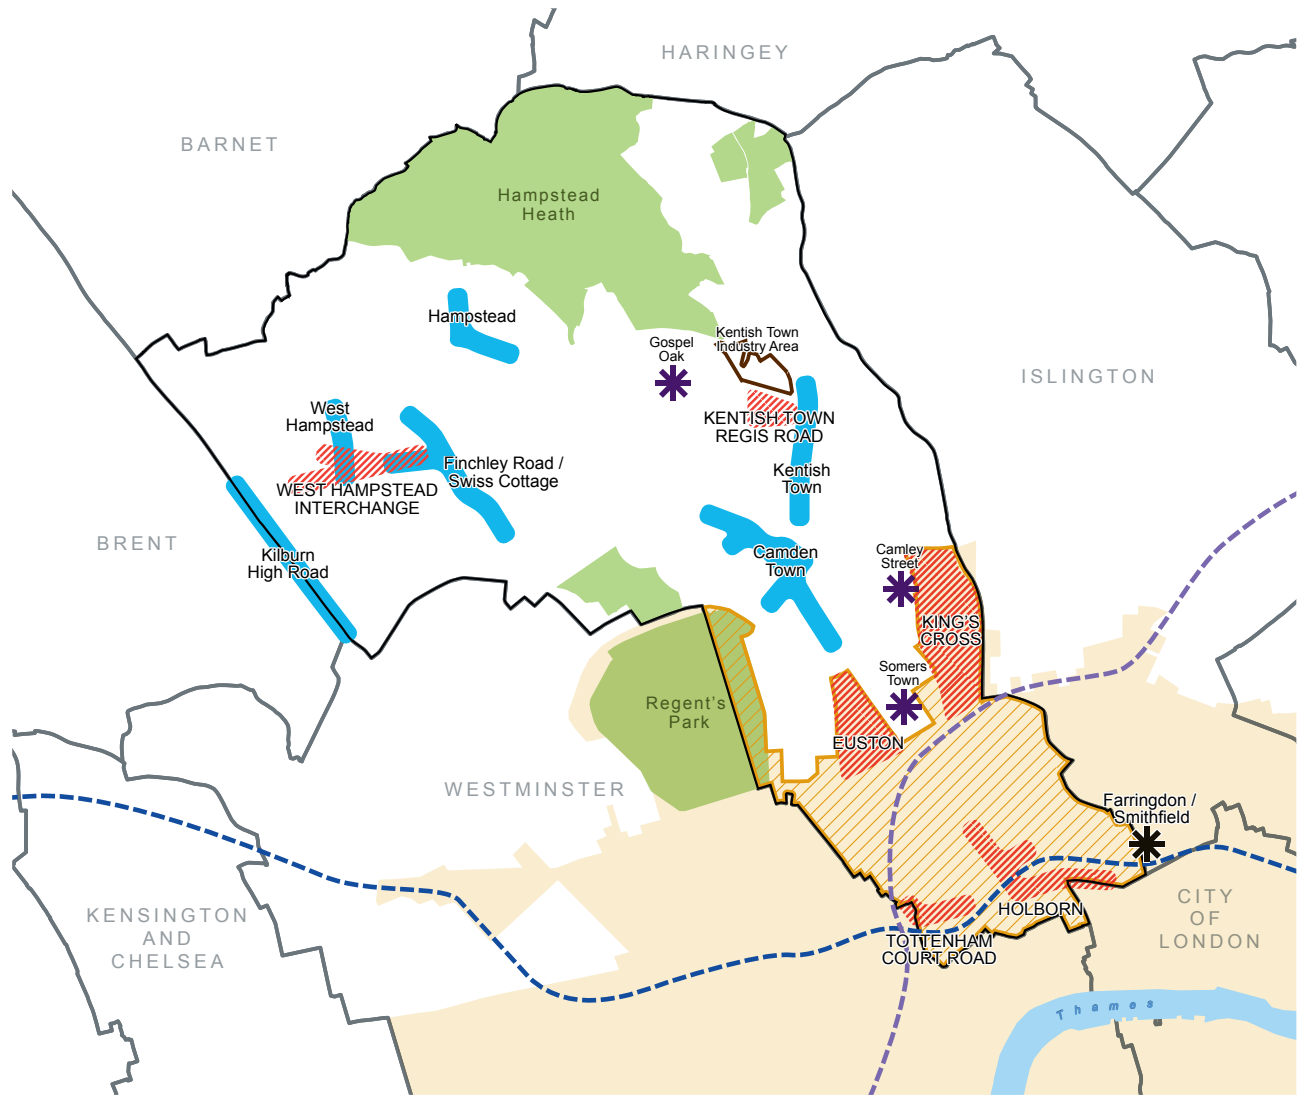 HARINGEY
BARNET
Hampstead
Heath
Hampstead
Kentish Town
Industry Area
Gospel
Oak
ISLINGTON
West
Hampstead
KENTISH TOWN
REGIS ROAD
Finchley Road /
Swiss Cottage
Kentish
Town
WEST HAMPSTEAD
INTERCHANGE
BRENT
Kilburn
High Road
Camden
Town
Camley
Street
KING'S
CROSS
Somers
Town
Regent's
Park
EUSTON
WESTMINSTER
Farringdon /
Smithfield
KENSINGTON
AND
CHELSEA
HOLBORN
CITY
OF
LONDON
TOTTENHAM
COURT ROAD
Thames